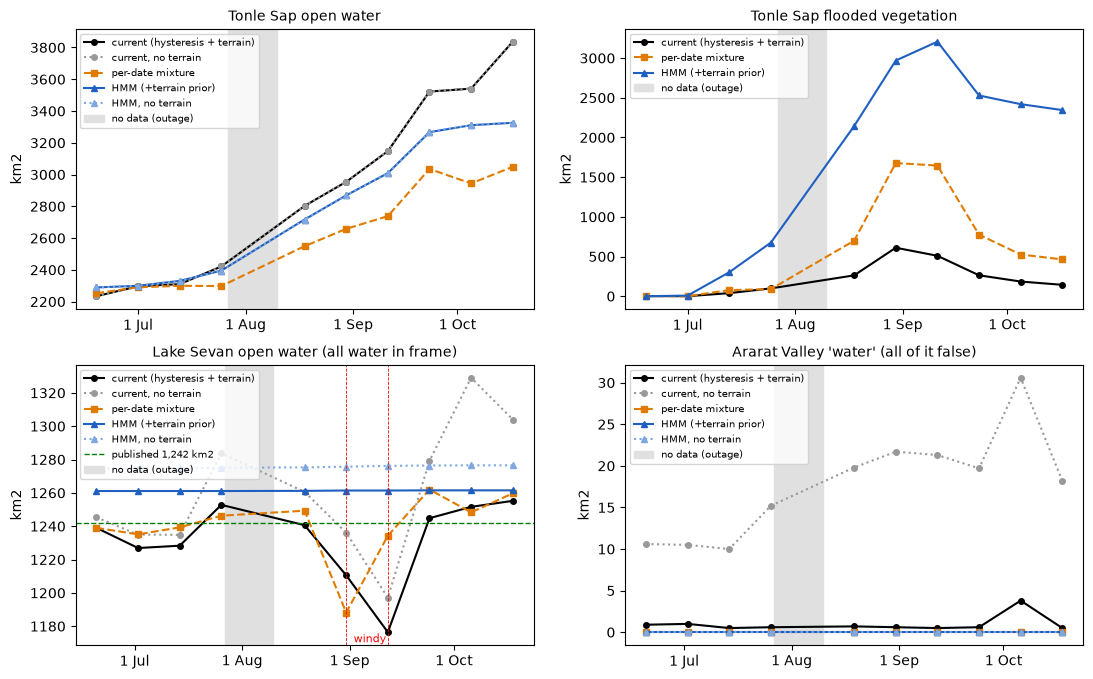 Tonle Sap open water
current (hysteresis + terrain)
current, no terrain
per-date mixture
HMM (+terrain prior)
HMM, no terrain
no data (outage)
km2
3800
3600
3400
3200
3000
2800
2600
2400
2200
1 Jul
1 Aug
1 Sep
1 Oct
Tonle Sap flooded vegetation
current (hysteresis + terrain)
per-date mixture
HMM (+terrain prior)
no data (outage)
km2
3000
2500
2000
1500
1000
500
0
1 Jul
1 Aug
1 Sep
1 Oct
Lake Sevan open water (all water in frame)
current (hysteresis + terrain)
current, no terrain
per-date mixture
HMM (+terrain prior)
HMM, no terrain
published 1,242 km2
no data (outage)
km2
1320
1300
1280
1260
1240
1220
1200
1180
windy
1 Jul
1 Aug
1 Sep
1 Oct
Ararat Valley 'water' (all of it false)
current (hysteresis + terrain)
current, no terrain
per-date mixture
HMM (+terrain prior)
HMM, no terrain
no data (outage)
km2
30
25
20
15
10
5
0
1 Jul
1 Aug
1 Sep
1 Oct